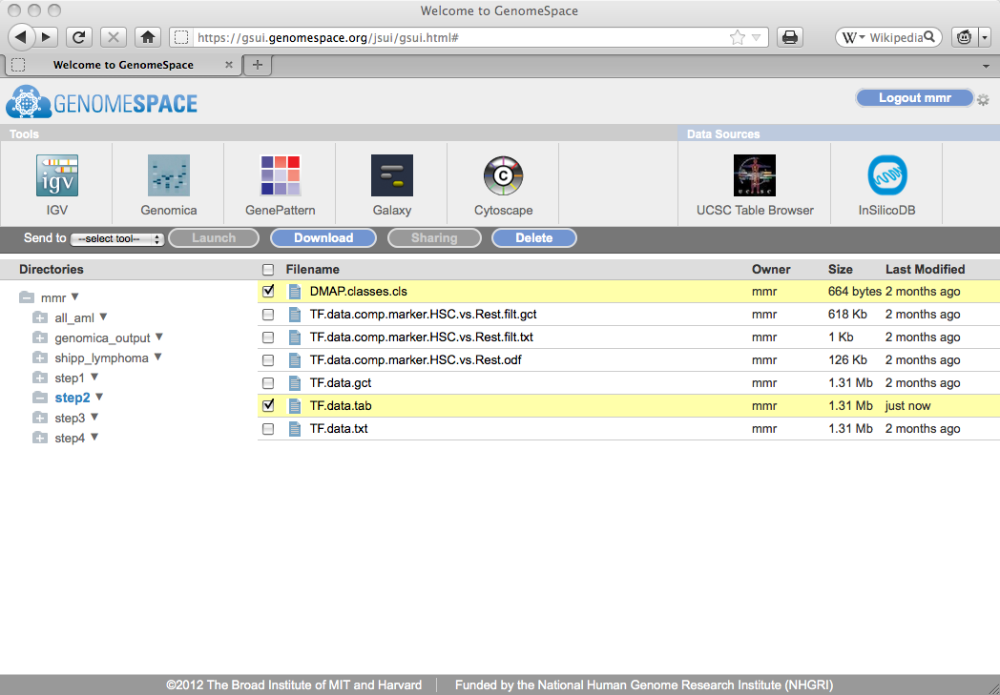 Welcome to GenomeSpace
https://gsui.genomespace.org/jsui/gsui.html#
W Wikipedia
Welcome to GenomeSpace
GENOMESPACE
Logout mmr
Tools
Data Sources
igv
C
UCSC
IGV
Genomica
GenePattern
Galaxy
Cytoscape
UCSC Table Browser
InSilicoDB
Send to --select tool-- Launch Download Sharing Delete
Directories
Filename Owner Size Last Modified
mmr
all_aml
genomica_output
shipp_lymphoma
step1
step2
step3
step4
DMAP.classes.cls mmr 664 bytes 2 months ago
TF.data.comp.marker.HSC.vs.Rest.filt.gct mmr 618 Kb 2 months ago
TF.data.comp.marker.HSC.vs.Rest.filt.txt mmr 1 Kb 2 months ago
TF.data.comp.marker.HSC.vs.Rest.odf mmr 126 Kb 2 months ago
TF.data.gct mmr 1.31 Mb 2 months ago
TF.data.tab mmr 1.31 Mb just now
TF.data.txt mmr 1.31 Mb 2 months ago
©2012 The Broad Institute of MIT and Harvard
Funded by the National Human Genome Research Institute (NHGRI)